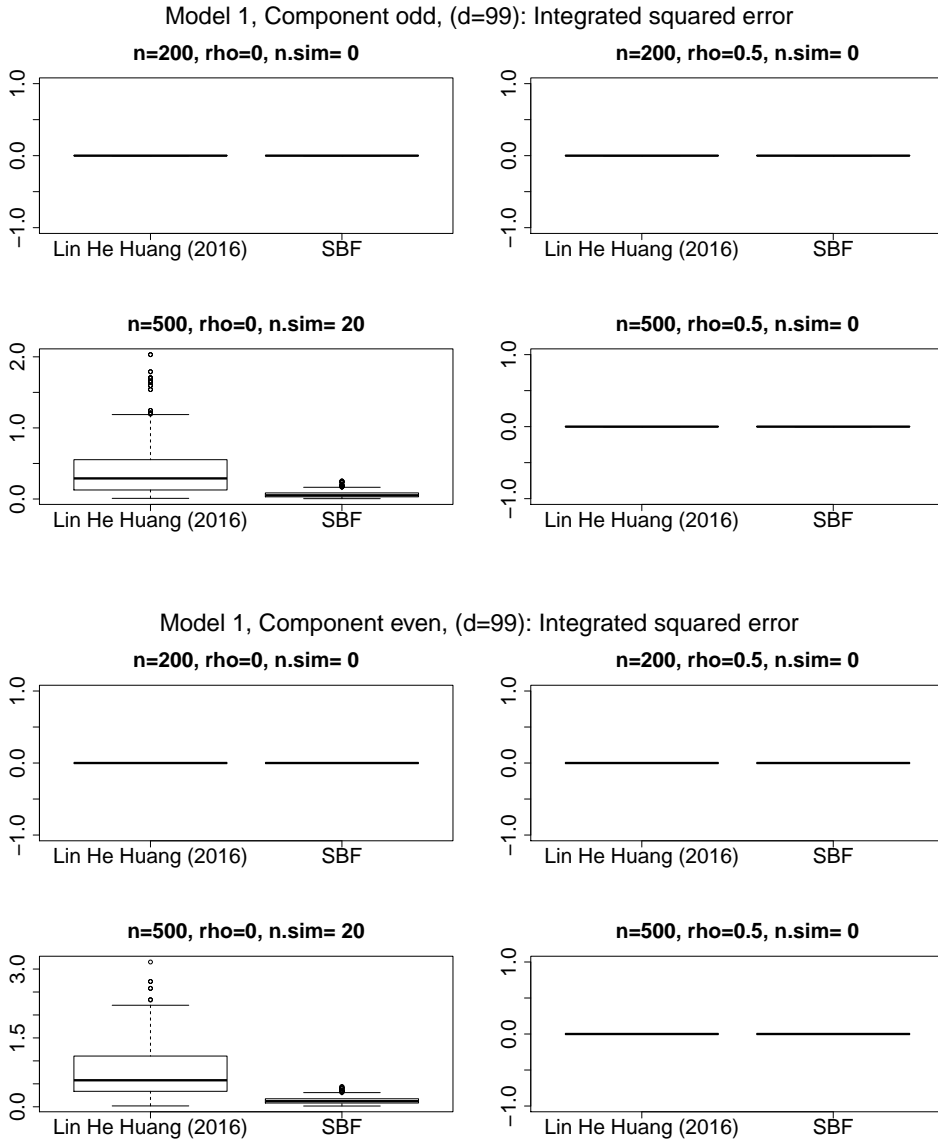 Model 1, Component odd, (d=99): Integrated squared error
n=200, rho=0, n.sim= 0
1.0
0.0
−1.0
Lin He Huang (2016) SBF
n=200, rho=0.5, n.sim= 0
1.0
0.0
−1.0
Lin He Huang (2016) SBF
n=500, rho=0, n.sim= 20
2.0
1.0
0.0
Lin He Huang (2016) SBF
n=500, rho=0.5, n.sim= 0
1.0
0.0
−1.0
Lin He Huang (2016) SBF
Model 1, Component even, (d=99): Integrated squared error
n=200, rho=0, n.sim= 0
1.0
0.0
−1.0
Lin He Huang (2016) SBF
n=200, rho=0.5, n.sim= 0
1.0
0.0
−1.0
Lin He Huang (2016) SBF
n=500, rho=0, n.sim= 20
3.0
1.5
0.0
Lin He Huang (2016) SBF
n=500, rho=0.5, n.sim= 0
1.0
0.0
−1.0
Lin He Huang (2016) SBF